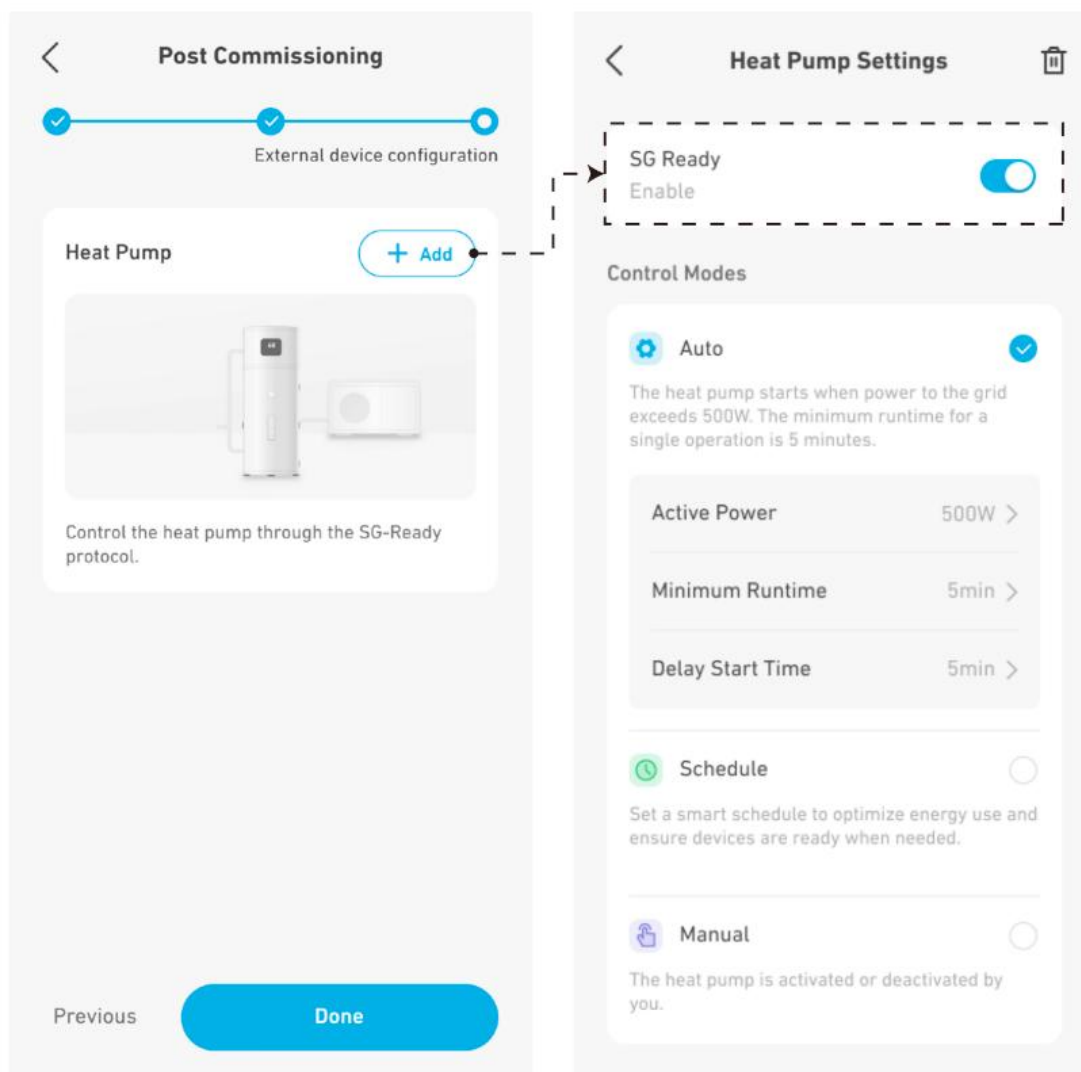 Post Commissioning
External device configuration
Heat Pump
+ Add
Control the heat pump through the SG-Ready
protocol.
Previous
Done
Heat Pump Settings
SG Ready
Enable
Control Modes
Auto
The heat pump starts when power to the grid
exceeds 500W. The minimum runtime for a
single operation is 5 minutes.
Active Power 500W >
Minimum Runtime 5min >
Delay Start Time 5min >
Schedule
Set a smart schedule to optimize energy use and
ensure devices are ready when needed.
Manual
The heat pump is activated or deactivated by
you.